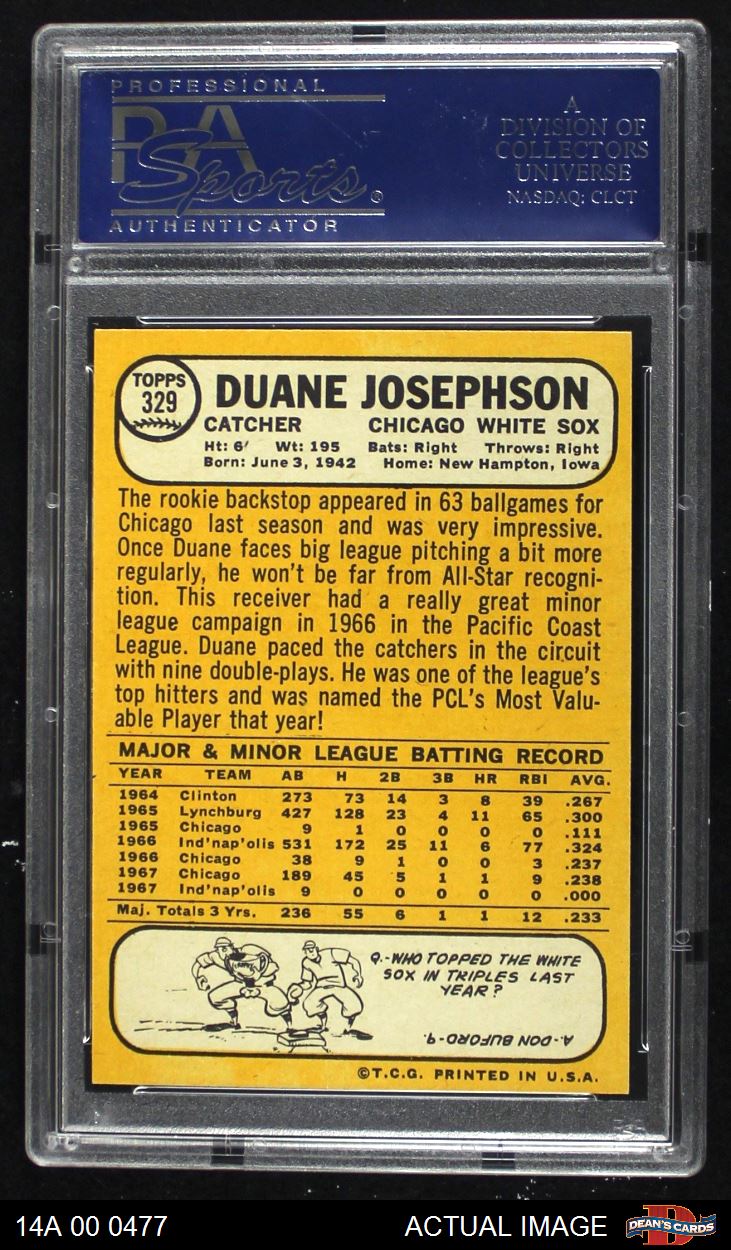 PROFESSIONAL
PSA
Sports®
AUTHENTICATOR
A
DIVISION OF
COLLECTORS
UNIVERSE
NASDAQ: CLCT
TOPPS
329
DUANE JOSEPHSON
CATCHER CHICAGO WHITE SOX
Ht: 6' Wt: 195 Bats: Right Throws: Right
Born: June 3, 1942 Home: New Hampton, Iowa
The rookie backstop appeared in 63 ballgames for
Chicago last season and was very impressive.
Once Duane faces big league pitching a bit more
regularly, he won't be far from All-Star recogni-
tion. This receiver had a really great minor
league campaign in 1966 in the Pacific Coast
League. Duane paced the catchers in the circuit
with nine double-plays. He was one of the league's
top hitters and was named the PCL's Most Valu-
able Player that year!
MAJOR & MINOR LEAGUE BATTING RECORD
YEAR TEAM AB H 2B 3B HR RBI AVG.
1964 Clinton 273 73 14 3 8 39 .267
1965 Lynchburg 427 128 23 4 11 65 .300
1965 Chicago 9 1 0 0 0 0 .111
1966 Ind'nap'olis 531 172 25 11 6 77 .324
1966 Chicago 38 9 1 0 0 3 .237
1967 Chicago 189 45 5 1 1 9 .238
1967 Ind'nap'olis 9 0 0 0 0 0 .000
Maj. Totals 3 Yrs. 236 55 6 1 1 12 .233
Q.-WHO TOPPED THE WHITE
SOX IN TRIPLES LAST
YEAR?
A. DON BUFORD-9.
©T.C.G. PRINTED IN U.S.A.
14A 00 0477 ACTUAL IMAGE
D
DEAN'S CARDS